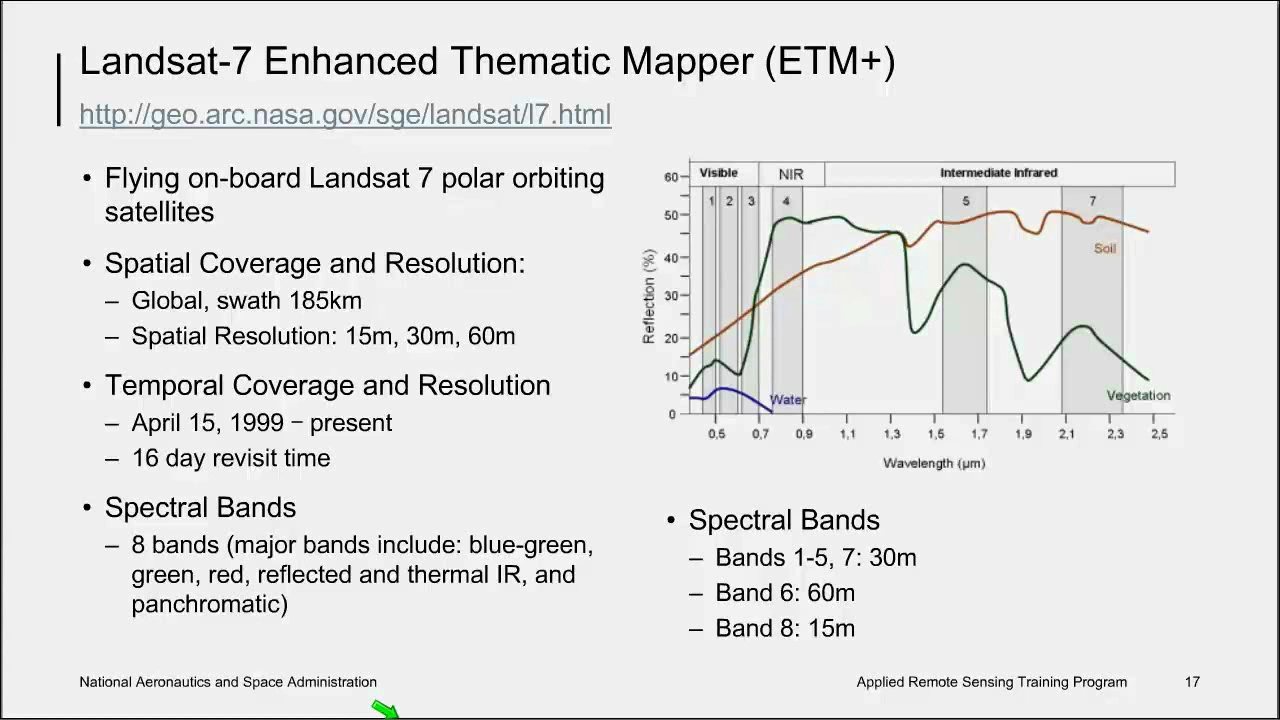 Landsat-7 Enhanced Thematic Mapper (ETM+)
http://geo.arc.nasa.gov/sge/landsat/l7.html
• Flying on-board Landsat 7 polar orbiting
satellites
• Spatial Coverage and Resolution:
– Global, swath 185km
– Spatial Resolution: 15m, 30m, 60m
• Temporal Coverage and Resolution
– April 15, 1999 – present
– 16 day revisit time
• Spectral Bands
– 8 bands (major bands include: blue-green,
green, red, reflected and thermal IR, and
panchromatic)
Visible NIR Intermediate Infrared
1 2 3 4 5 7
60
50
40
30
20
10
0
Reflection (%)
Soil
Vegetation
Water
0,5 0,7 0,9 1,1 1,3 1,5 1,7 1,9 2,1 2,3 2,5
Wavelength (µm)
• Spectral Bands
– Bands 1-5, 7: 30m
– Band 6: 60m
– Band 8: 15m
National Aeronautics and Space Administration
Applied Remote Sensing Training Program
17